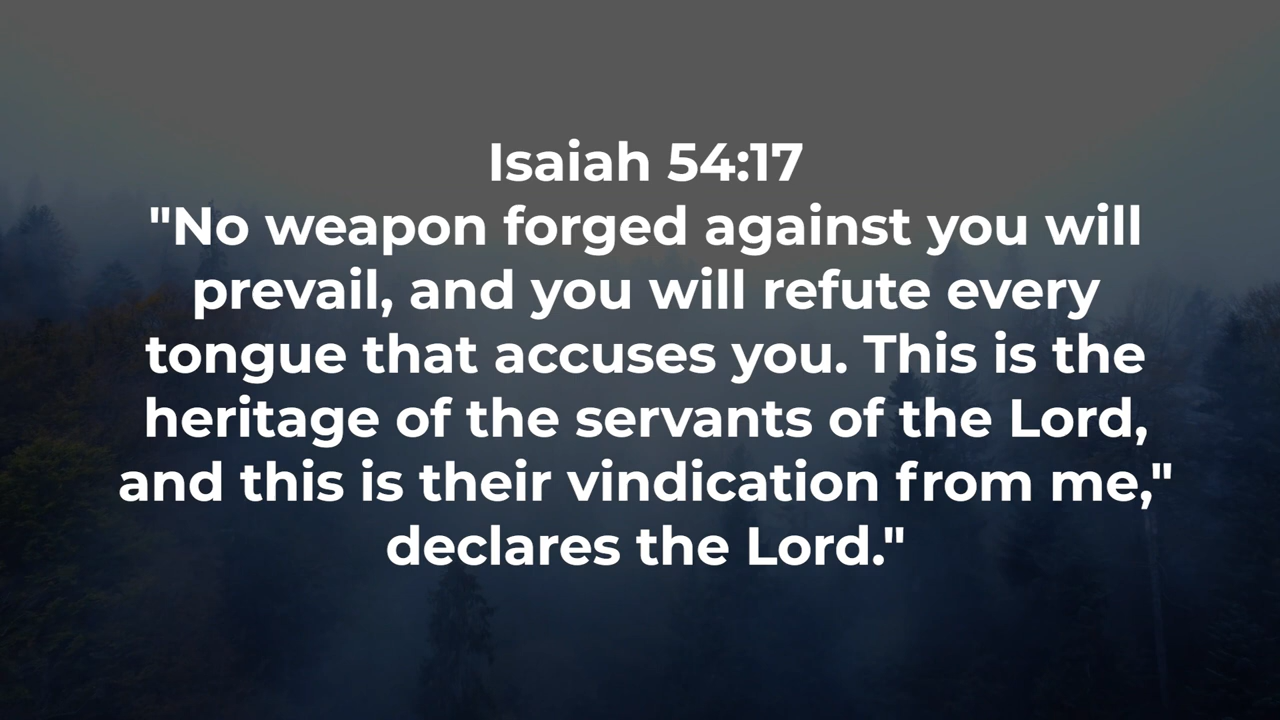 Isaiah 54:17
"No weapon forged against you will
prevail, and you will refute every
tongue that accuses you. This is the
heritage of the servants of the Lord,
and this is their vindication from me,"
declares the Lord."